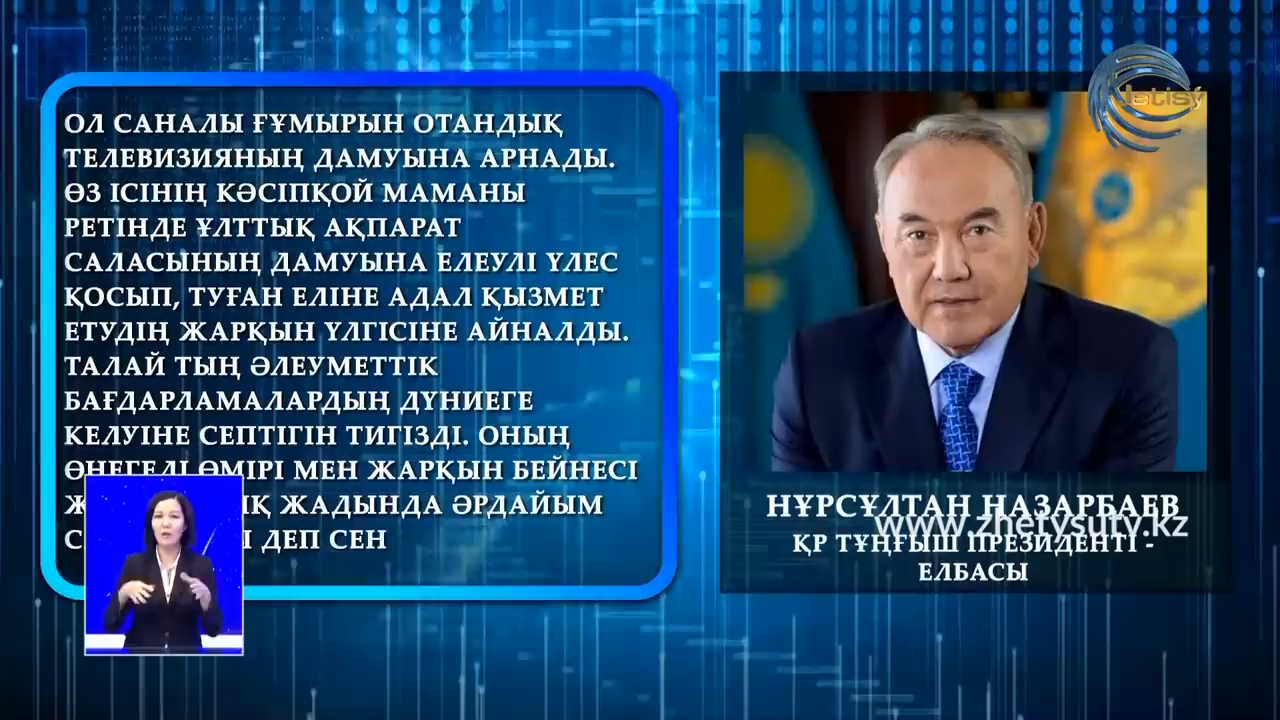 ОЛ САНАЛЫ ҒҰМЫРЫН ОТАНДЫҚ
ТЕЛЕВИЗИЯНЫҢ ДАМУЫНА АРНАДЫ.
ӨЗ ІСІНІҢ КӘСІПҚОЙ МАМАНЫ
РЕТІНДЕ ҰЛТТЫҚ АҚПАРАТ
САЛАСЫНЫҢ ДАМУЫНА ЕЛЕУЛІ ҮЛЕС
ҚОСЫП, ТУҒАН ЕЛІНЕ АДАЛ ҚЫЗМЕТ
ЕТУДІҢ ЖАРҚЫН ҮЛГІСІНЕ АЙНАЛДЫ.
ТАЛАЙ ТЫҢ ӘЛЕУМЕТТІК
БАҒДАРЛАМАЛАРДЫҢ ДҮНИЕГЕ
КЕЛУІНЕ СЕПТІГІН ТИГІЗДІ. ОНЫҢ
ӨНЕГЕЛІ ӨМІРІ МЕН ЖАРҚЫН БЕЙНЕСІ
ЖАДЫНДА ӘРДАЙЫМ
ДЕП СЕН
Jetisý
НҰРСҰЛТАН НАЗАРБАЕВ
www.zhetysutv.kz
ҚР ТҰҢҒЫШ ПРЕЗИДЕНТІ -
ЕЛБАСЫ